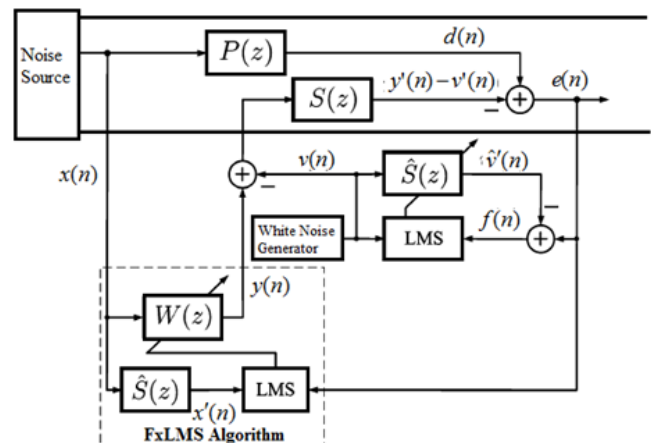 Noise
Source
P(z)
d(n)
e(n)
S(z)
y'(n)−v'(n)
−
x(n)
v(n)
−
Ŝ(z)
v̂'(n)
−
White Noise
Generator
LMS
f(n)
y(n)
W(z)
Ŝ(z)
x'(n)
LMS
FxLMS Algorithm